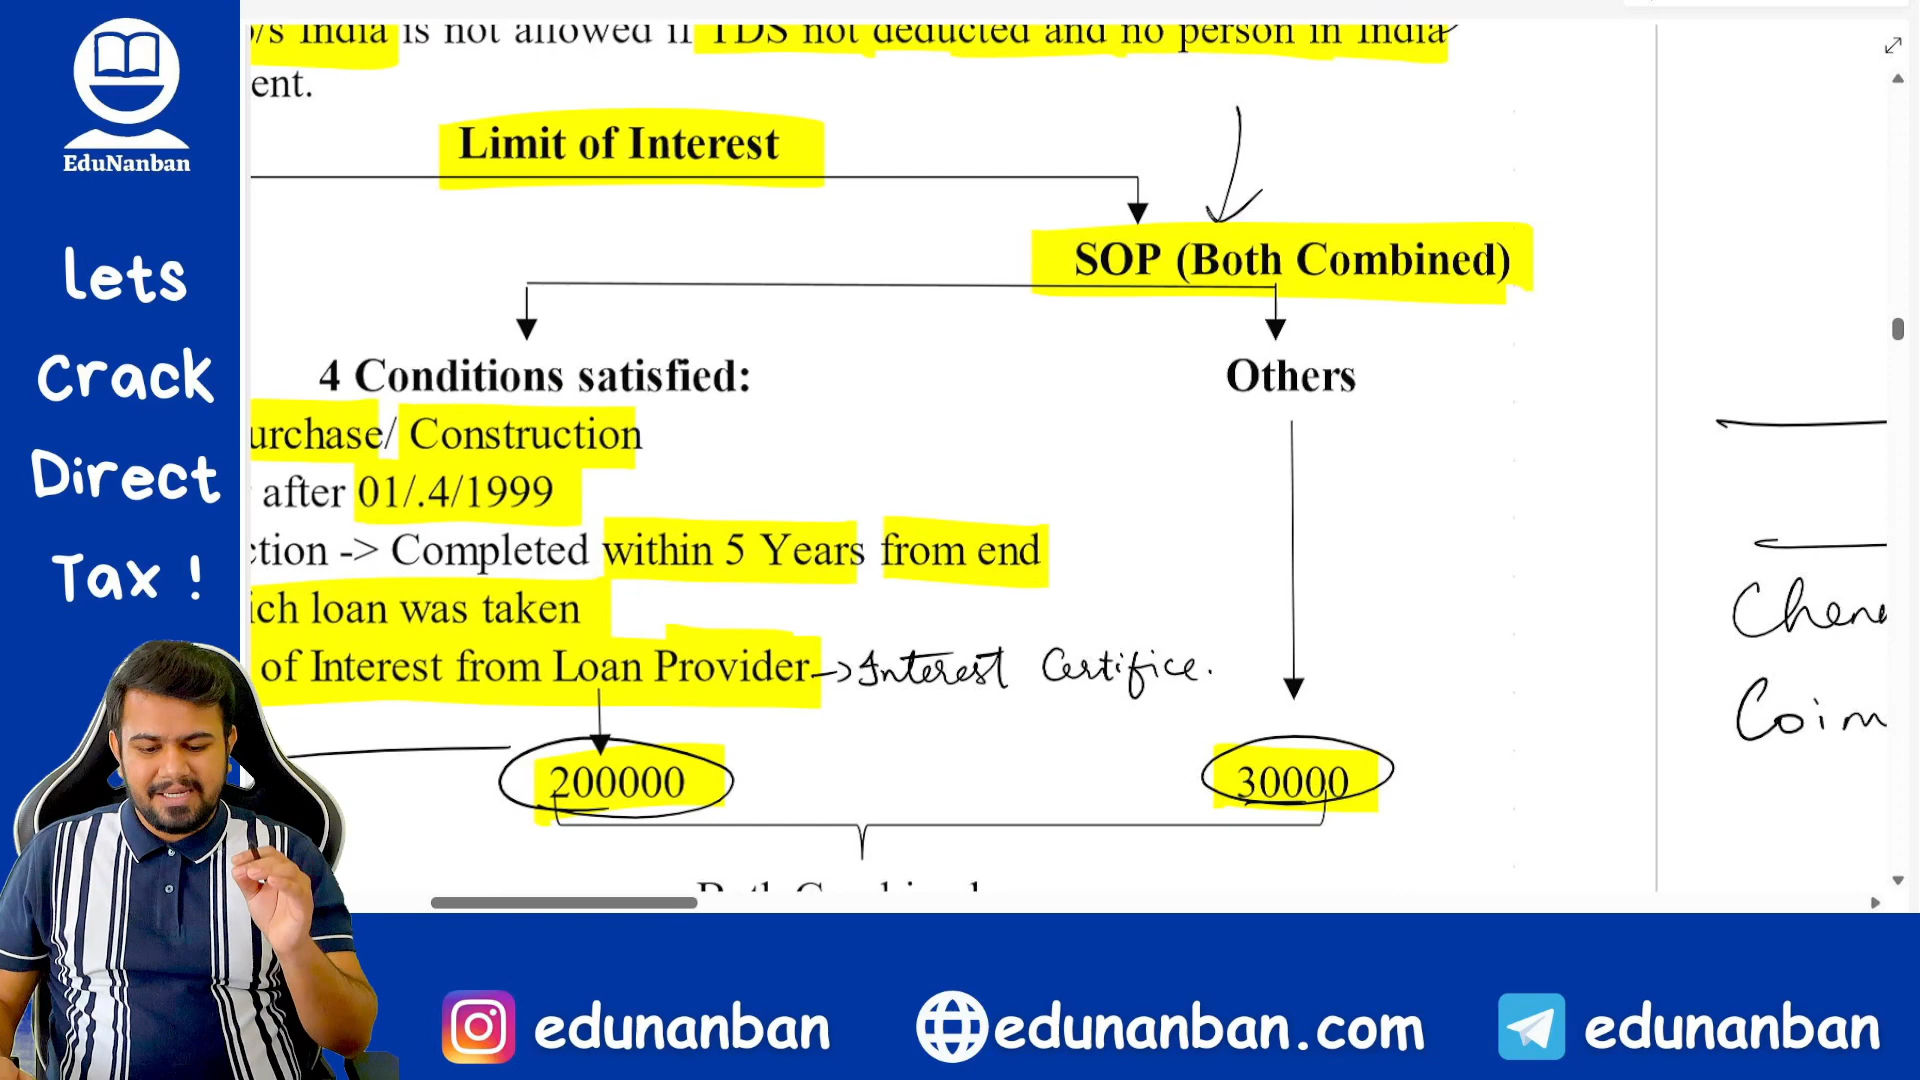 EduNanban
Lets
Crack
Direct
Tax !
/s India is not allowed if TDS not deducted and no person in India
ent.
Limit of Interest
SOP (Both Combined)
4 Conditions satisfied:
Others
urchase/ Construction
after 01/.4/1999
ction -> Completed within 5 Years from end
ich loan was taken
of Interest from Loan Provider -> Interest Certifice.
Chen
Coim
200000
30000
Both Combined
edunanban
edunanban.com
edunanban